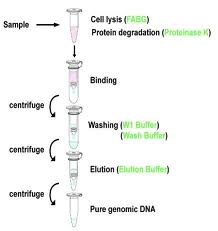 Sample
Cell lysis (FABG)
Protein degradation (Proteinase K)
Binding
centrifuge
Washing (W1 Buffer)
(Wash Buffer)
centrifuge
Elution (Elution Buffer)
centrifuge
Pure genomic DNA